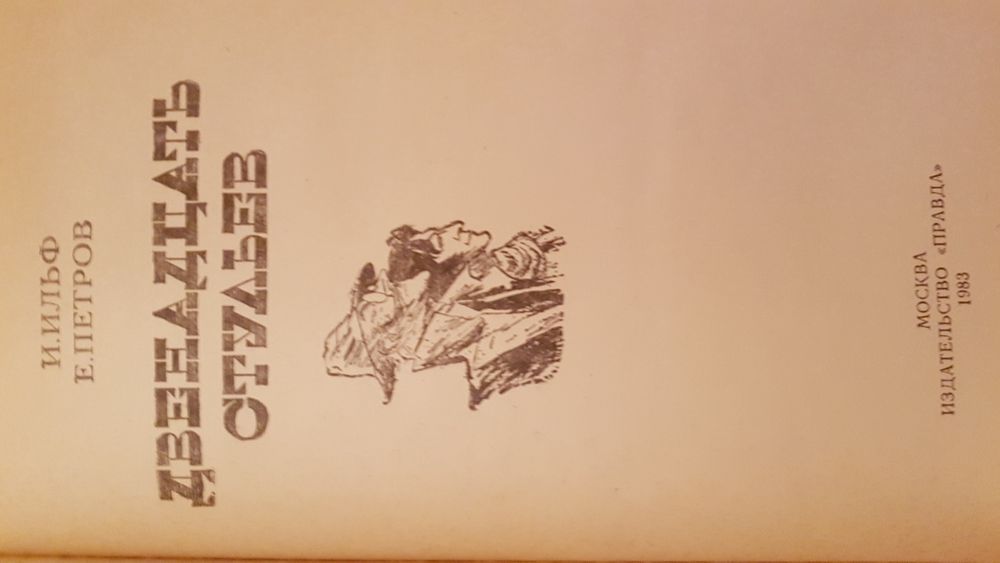 И.ИЛЬФ
Е.ПЕТРОВ
ДВЕНАДЦАТЬ
СТУЛЬЕВ
МОСКВА
ИЗДАТЕЛЬСТВО «ПРАВДА»
1983